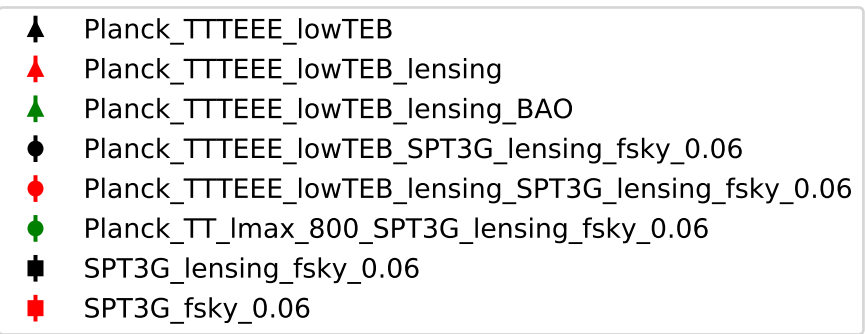 Planck_TTTEEE_lowTEB
Planck_TTTEEE_lowTEB_lensing
Planck_TTTEEE_lowTEB_lensing_BAO
Planck_TTTEEE_lowTEB_SPT3G_lensing_fsky_0.06
Planck_TTTEEE_lowTEB_lensing_SPT3G_lensing_fsky_0.06
Planck_TT_lmax_800_SPT3G_lensing_fsky_0.06
SPT3G_lensing_fsky_0.06
SPT3G_fsky_0.06